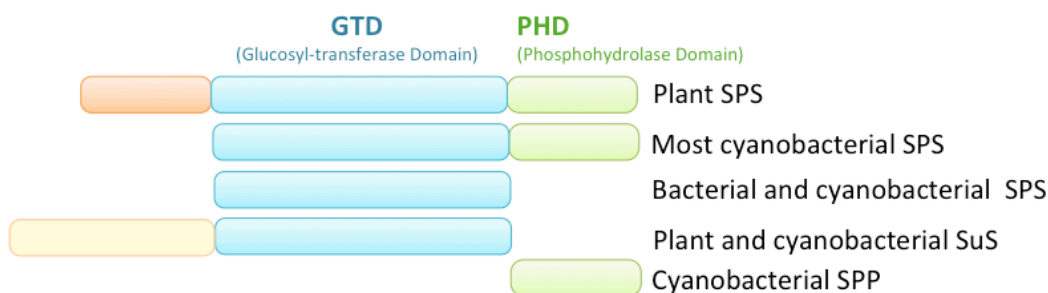 GTD
(Glucosyl-transferase Domain)
PHD
(Phosphohydrolase Domain)
Plant SPS
Most cyanobacterial SPS
Bacterial and cyanobacterial SPS
Plant and cyanobacterial SuS
Cyanobacterial SPP